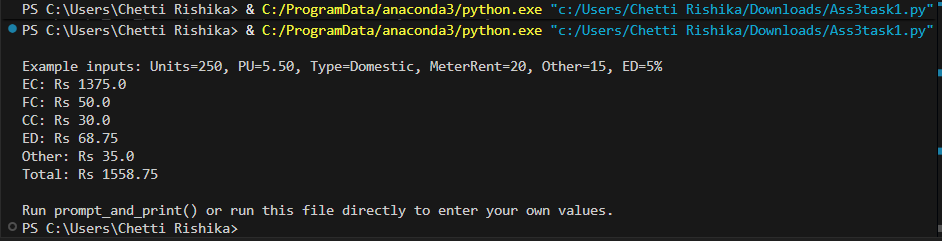 PS C:\Users\Chetti Rishika> & C:/ProgramData/anaconda3/python.exe "c:/Users/Chetti Rishika/Downloads/Ass3task1.py"
PS C:\Users\Chetti Rishika> & C:/ProgramData/anaconda3/python.exe "c:/Users/Chetti Rishika/Downloads/Ass3task1.py"
Example inputs: Units=250, PU=5.50, Type=Domestic, MeterRent=20, Other=15, ED=5%
EC: Rs 1375.0
FC: Rs 50.0
CC: Rs 30.0
ED: Rs 68.75
Other: Rs 35.0
Total: Rs 1558.75
Run prompt_and_print() or run this file directly to enter your own values.
PS C:\Users\Chetti Rishika>